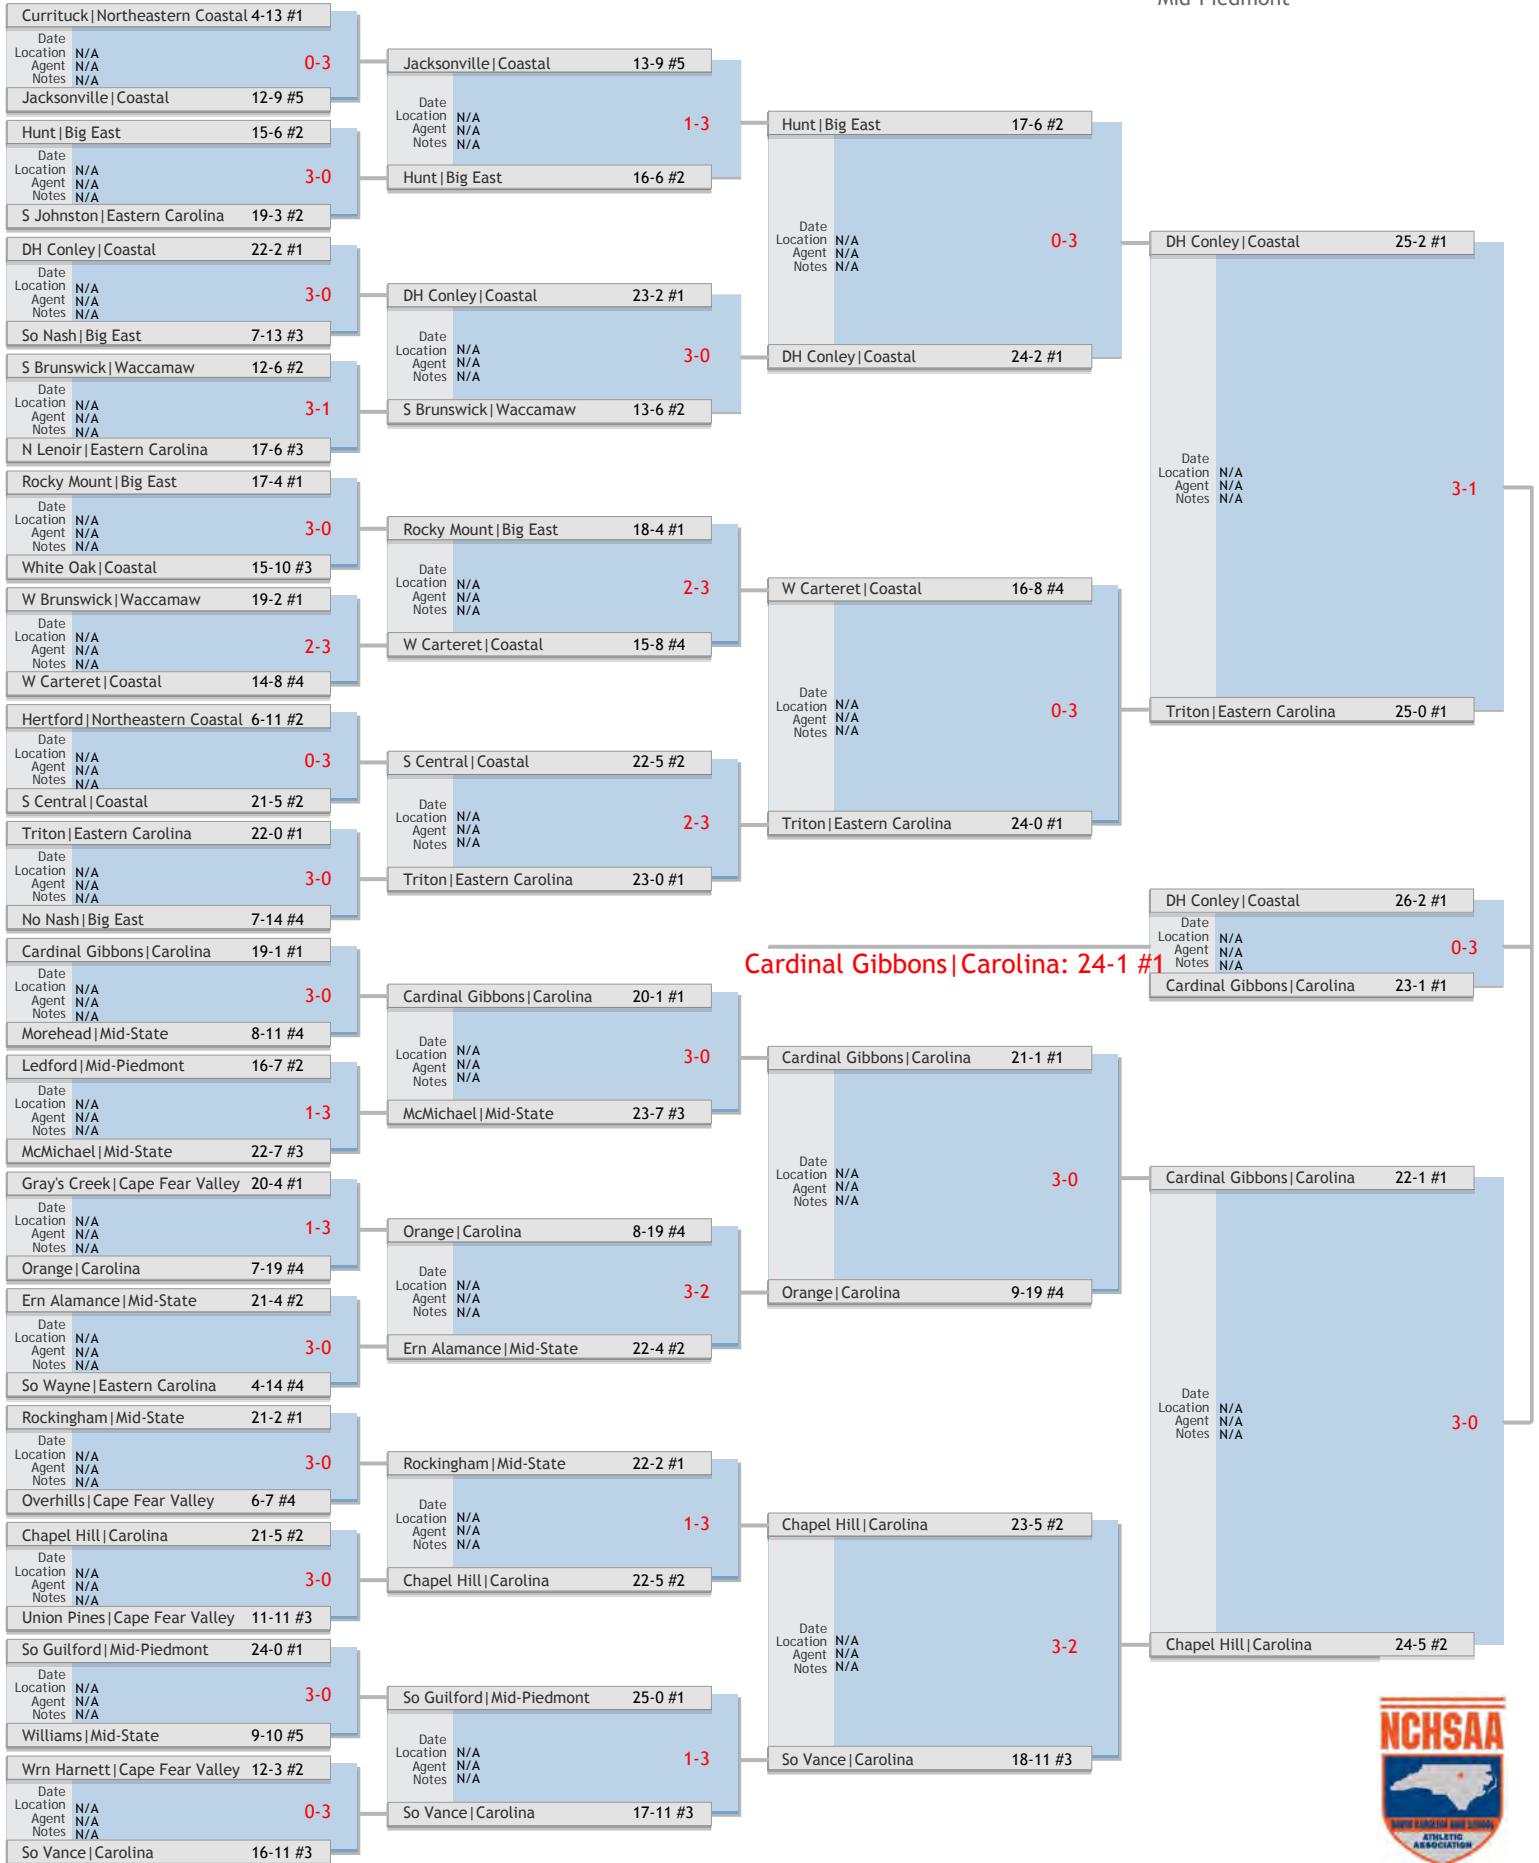 Mid-Piedmont
Currituck|Northeastern Coastal 4-13 #1
Date
Location N/A
Agent N/A
Notes N/A
0-3
Jacksonville|Coastal 12-9 #5
Hunt|Big East 15-6 #2
Date
Location N/A
Agent N/A
Notes N/A
3-0
S Johnston|Eastern Carolina 19-3 #2
DH Conley|Coastal 22-2 #1
Date
Location N/A
Agent N/A
Notes N/A
3-0
So Nash|Big East 7-13 #3
S Brunswick|Waccamaw 12-6 #2
Date
Location N/A
Agent N/A
Notes N/A
3-1
N Lenoir|Eastern Carolina 17-6 #3
Rocky Mount|Big East 17-4 #1
Date
Location N/A
Agent N/A
Notes N/A
3-0
White Oak|Coastal 15-10 #3
W Brunswick|Waccamaw 19-2 #1
Date
Location N/A
Agent N/A
Notes N/A
2-3
W Carteret|Coastal 14-8 #4
Hertford|Northeastern Coastal 6-11 #2
Date
Location N/A
Agent N/A
Notes N/A
0-3
S Central|Coastal 21-5 #2
Triton|Eastern Carolina 22-0 #1
Date
Location N/A
Agent N/A
Notes N/A
3-0
No Nash|Big East 7-14 #4
Cardinal Gibbons|Carolina 19-1 #1
Date
Location N/A
Agent N/A
Notes N/A
3-0
Morehead|Mid-State 8-11 #4
Ledford|Mid-Piedmont 16-7 #2
Date
Location N/A
Agent N/A
Notes N/A
1-3
McMichael|Mid-State 22-7 #3
Gray's Creek|Cape Fear Valley 20-4 #1
Date
Location N/A
Agent N/A
Notes N/A
1-3
Orange|Carolina 7-19 #4
Ern Alamance|Mid-State 21-4 #2
Date
Location N/A
Agent N/A
Notes N/A
3-0
So Wayne|Eastern Carolina 4-14 #4
Rockingham|Mid-State 21-2 #1
Date
Location N/A
Agent N/A
Notes N/A
3-0
Overhills|Cape Fear Valley 6-7 #4
Chapel Hill|Carolina 21-5 #2
Date
Location N/A
Agent N/A
Notes N/A
3-0
Union Pines|Cape Fear Valley 11-11 #3
So Guilford|Mid-Piedmont 24-0 #1
Date
Location N/A
Agent N/A
Notes N/A
3-0
Williams|Mid-State 9-10 #5
Wrn Harnett|Cape Fear Valley 12-3 #2
Date
Location N/A
Agent N/A
Notes N/A
0-3
So Vance|Carolina 16-11 #3
Jacksonville|Coastal 13-9 #5
Date
Location N/A
Agent N/A
Notes N/A
1-3
Hunt|Big East 16-6 #2
DH Conley|Coastal 23-2 #1
Date
Location N/A
Agent N/A
Notes N/A
3-0
S Brunswick|Waccamaw 13-6 #2
Rocky Mount|Big East 18-4 #1
Date
Location N/A
Agent N/A
Notes N/A
2-3
W Carteret|Coastal 15-8 #4
S Central|Coastal 22-5 #2
Date
Location N/A
Agent N/A
Notes N/A
2-3
Triton|Eastern Carolina 23-0 #1
Cardinal Gibbons|Carolina 20-1 #1
Date
Location N/A
Agent N/A
Notes N/A
3-0
McMichael|Mid-State 23-7 #3
Orange|Carolina 8-19 #4
Date
Location N/A
Agent N/A
Notes N/A
3-2
Ern Alamance|Mid-State 22-4 #2
Rockingham|Mid-State 22-2 #1
Date
Location N/A
Agent N/A
Notes N/A
1-3
Chapel Hill|Carolina 22-5 #2
So Guilford|Mid-Piedmont 25-0 #1
Date
Location N/A
Agent N/A
Notes N/A
1-3
So Vance|Carolina 17-11 #3
Hunt|Big East 17-6 #2
Date
Location N/A
Agent N/A
Notes N/A
0-3
DH Conley|Coastal 24-2 #1
W Carteret|Coastal 16-8 #4
Date
Location N/A
Agent N/A
Notes N/A
0-3
Triton|Eastern Carolina 24-0 #1
Cardinal Gibbons|Carolina 21-1 #1
Date
Location N/A
Agent N/A
Notes N/A
3-0
Orange|Carolina 9-19 #4
Chapel Hill|Carolina 23-5 #2
Date
Location N/A
Agent N/A
Notes N/A
3-2
So Vance|Carolina 18-11 #3
DH Conley|Coastal 25-2 #1
Date
Location N/A
Agent N/A
Notes N/A
3-1
Triton|Eastern Carolina 25-0 #1
DH Conley|Coastal 26-2 #1
Date
Location N/A
Agent N/A
Notes N/A
0-3
Cardinal Gibbons|Carolina 23-1 #1
Cardinal Gibbons|Carolina: 24-1 #1
Cardinal Gibbons|Carolina 22-1 #1
Date
Location N/A
Agent N/A
Notes N/A
3-0
Chapel Hill|Carolina 24-5 #2
NCHSAA
NORTH CAROLINA HIGH SCHOOL
ATHLETIC
ASSOCIATION